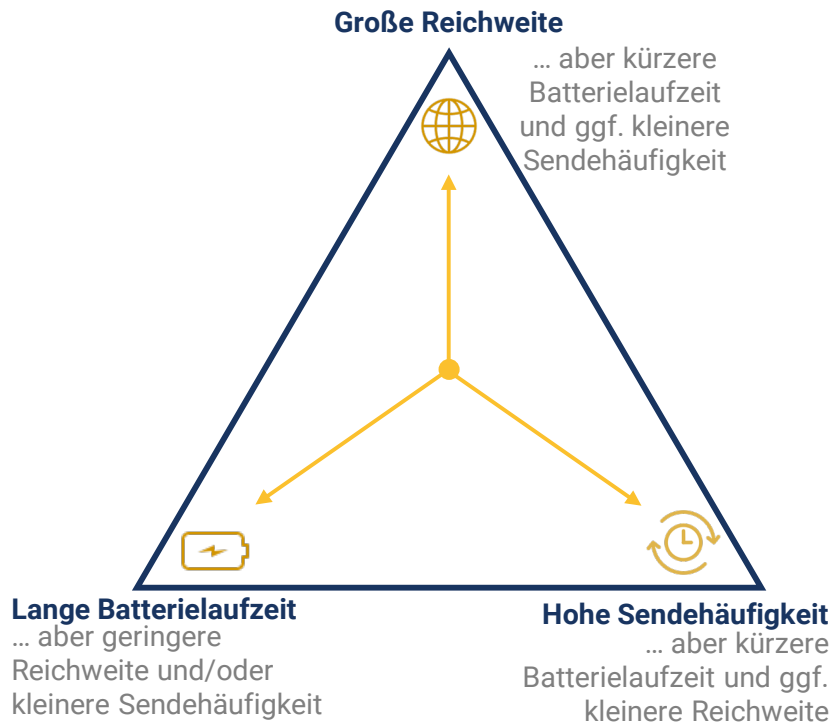 Große Reichweite
... aber kürzere
Batterielaufzeit
und ggf. kleinere
Sendehäufigkeit
Lange Batterielaufzeit
... aber geringere
Reichweite und/oder
kleinere Sendehäufigkeit
Hohe Sendehäufigkeit
... aber kürzere
Batterielaufzeit und ggf.
kleinere Reichweite